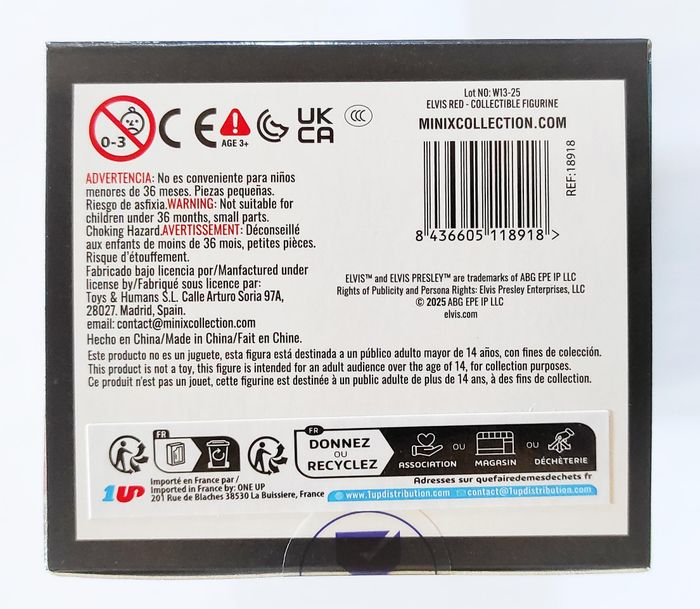 0-3
CE
AGE 3+
UK
CA
CCC
ADVERTENCIA: No es conveniente para niños
menores de 36 meses. Piezas pequeñas.
Riesgo de asfixia.WARNING: Not suitable for
children under 36 months, small parts.
Choking Hazard.AVERTISSEMENT: Déconseillé
aux enfants de moins de 36 mois, petites pièces.
Risque d'étouffement.
Fabricado bajo licencia por/Manfactured under
license by/Fabriqué sous licence par:
Toys & Humans S.L. Calle Arturo Soria 97A,
28027. Madrid, Spain.
email: contact@minixcollection.com
Hecho en China/Made in China/Fait en Chine.
Lot NO: W13-25
ELVIS RED - COLLECTIBLE FIGURINE
MINIXCOLLECTION.COM
REF:18918
8 436605 118918 >
ELVIS™ and ELVIS PRESLEY™ are trademarks of ABG EPE IP LLC
Rights of Publicity and Persona Rights: Elvis Presley Enterprises, LLC
© 2025 ABG EPE IP LLC
elvis.com
Este producto no es un juguete, esta figura está destinada a un público adulto mayor de 14 años, con fines de colección.
This product is not a toy, this figure is intended for an adult audience over the age of 14, for collection purposes.
Ce produit n'est pas un jouet, cette figurine est destinée à un public adulte de plus de 14 ans, à des fins de collection.
FR
FR
DONNEZ
OU
RECYCLEZ
ASSOCIATION
OU
MAGASIN
OU
DÉCHÈTERIE
Adresses sur quefairedemesdechets.fr
1UP
Importé en France par /
Imported in France by: ONE UP
201 Rue de Blaches 38530 La Buissiere, France
www.1updistribution.com
contact@1updistribution.com